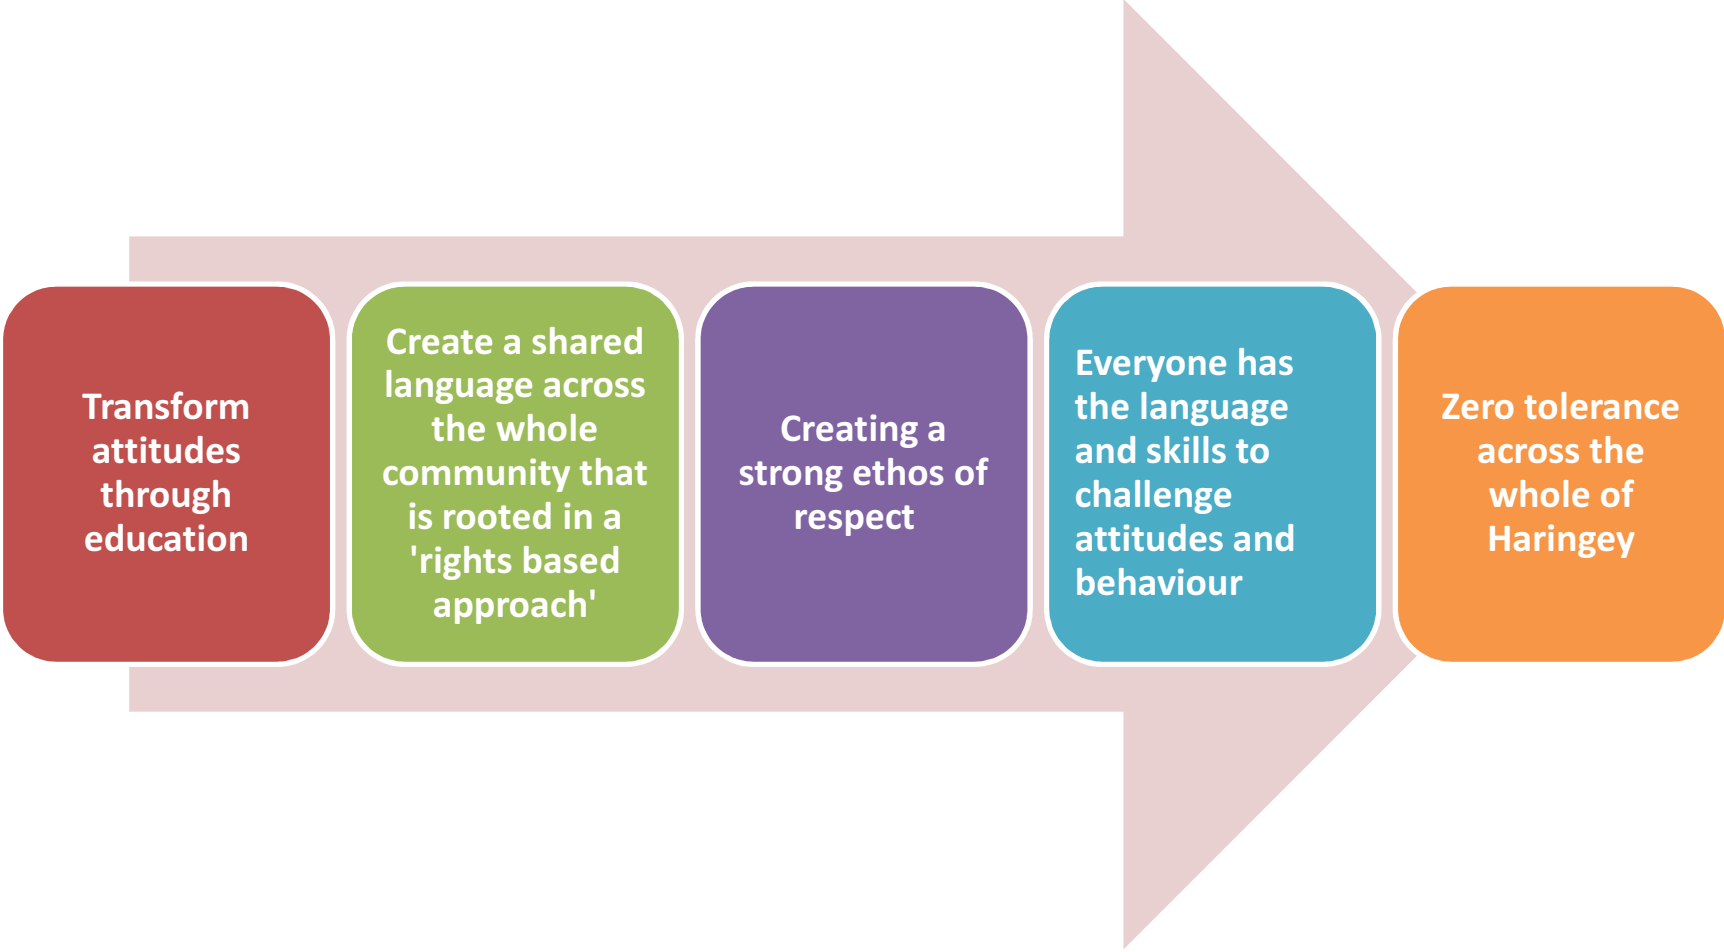 Transform
attitudes
through
education
Create a shared
language across
the whole
community that
is rooted in a
'rights based
approach'
Creating a
strong ethos of
respect
Everyone has
the language
and skills to
challenge
attitudes and
behaviour
Zero tolerance
across the
whole of
Haringey